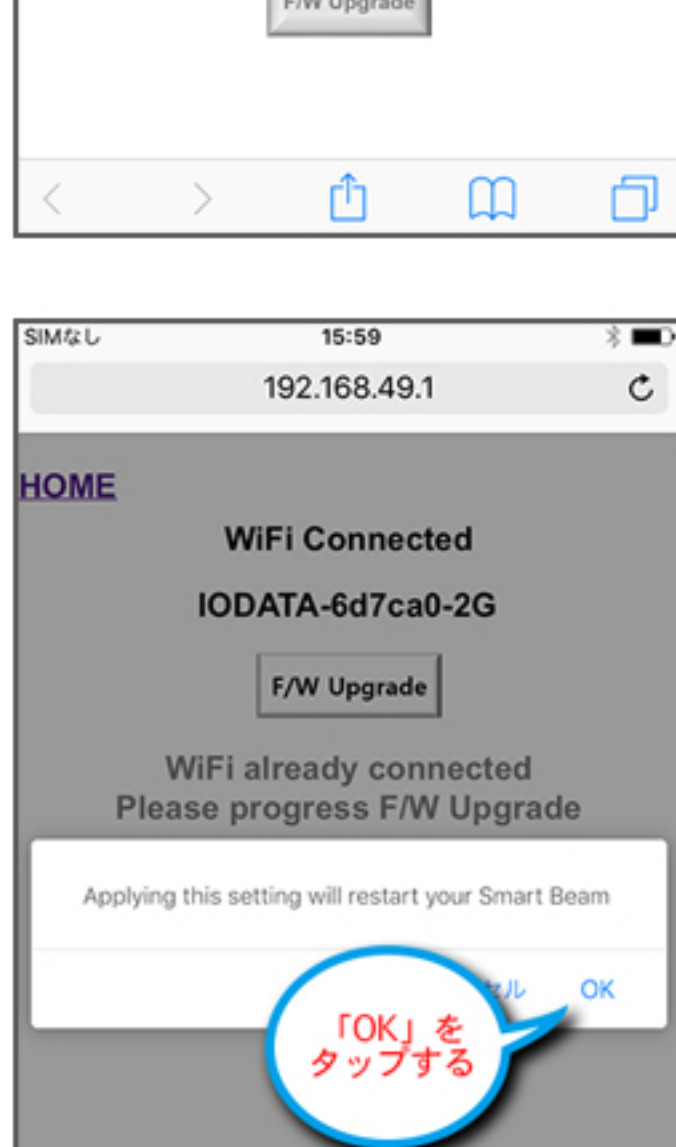 F/W Upgrade
SIMなし
15:59
192.168.49.1
HOME
WiFi Connected
IODATA-6d7ca0-2G
F/W Upgrade
WiFi already connected
Please progress F/W Upgrade
Applying this setting will restart your Smart Beam
セル
OK
「OK」を
タップする